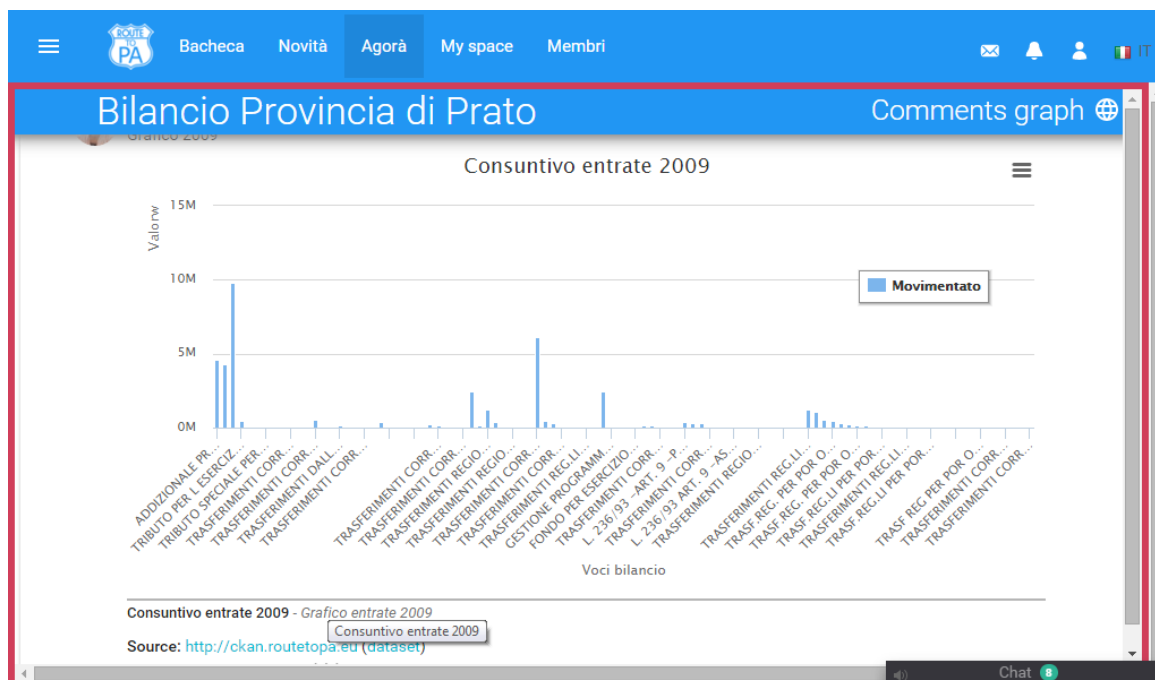 ROUTE
TO
PA
Bacheca Novità Agorà My space Membri IT
Bilancio Provincia di Prato Comments graph
Grafico 2009
Consuntivo entrate 2009
Valorw
15M
10M
5M
0M
Movimentato
ADDIZIONALE PR...
TRIBUTO PER L ESERCIZ...
TRIBUTO SPECIALE PER...
TRASFERIMENTI CORR...
TRASFERIMENTI CORR...
TRASFERIMENTI DALL...
TRASFERIMENTI CORR...
TRASFERIMENTI CORR...
TRASFERIMENTI CORR...
TRASFERIMENTI REGIO...
TRASFERIMENTI REGIO...
TRASFERIMENTI CORR...
TRASFERIMENTI CORR...
TRASFERIMENTI REG.LI...
GESTIONE PROGRAMM...
FONDO PER ESERCIZIO...
TRASFERIMENTI CORR...
L. 236/93 -ART. 9 -P...
TRASFERIMENTI CORR...
L. 236/93 ART. 9 -AS...
TRASFERIMENTI REGIO...
TRASFERIMENTI REG.LI...
TRASF.REG. PER POR O...
TRASF.REG. PER POR O...
TRASF.REG.LI PER POR...
TRASFERIMENTI REG.LI...
TRASF.REG.LI PER POR...
TRASF REG PER POR O...
TRASFERIMENTI CORR...
TRASFERIMENTI CORR...
Voci bilancio
Consuntivo entrate 2009 - Grafico entrate 2009
Consuntivo entrate 2009
Source: http://ckan.routetopa.eu (dataset)
Chat 8